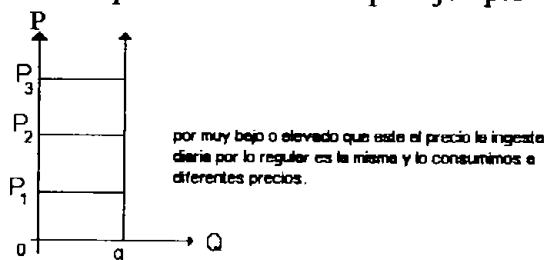 P
P3
P2
P1
0
q
Q
por muy bajo o elevado que este el precio la ingesta
diaria por lo regular es la misma y lo consumimos a
diferentes precios.